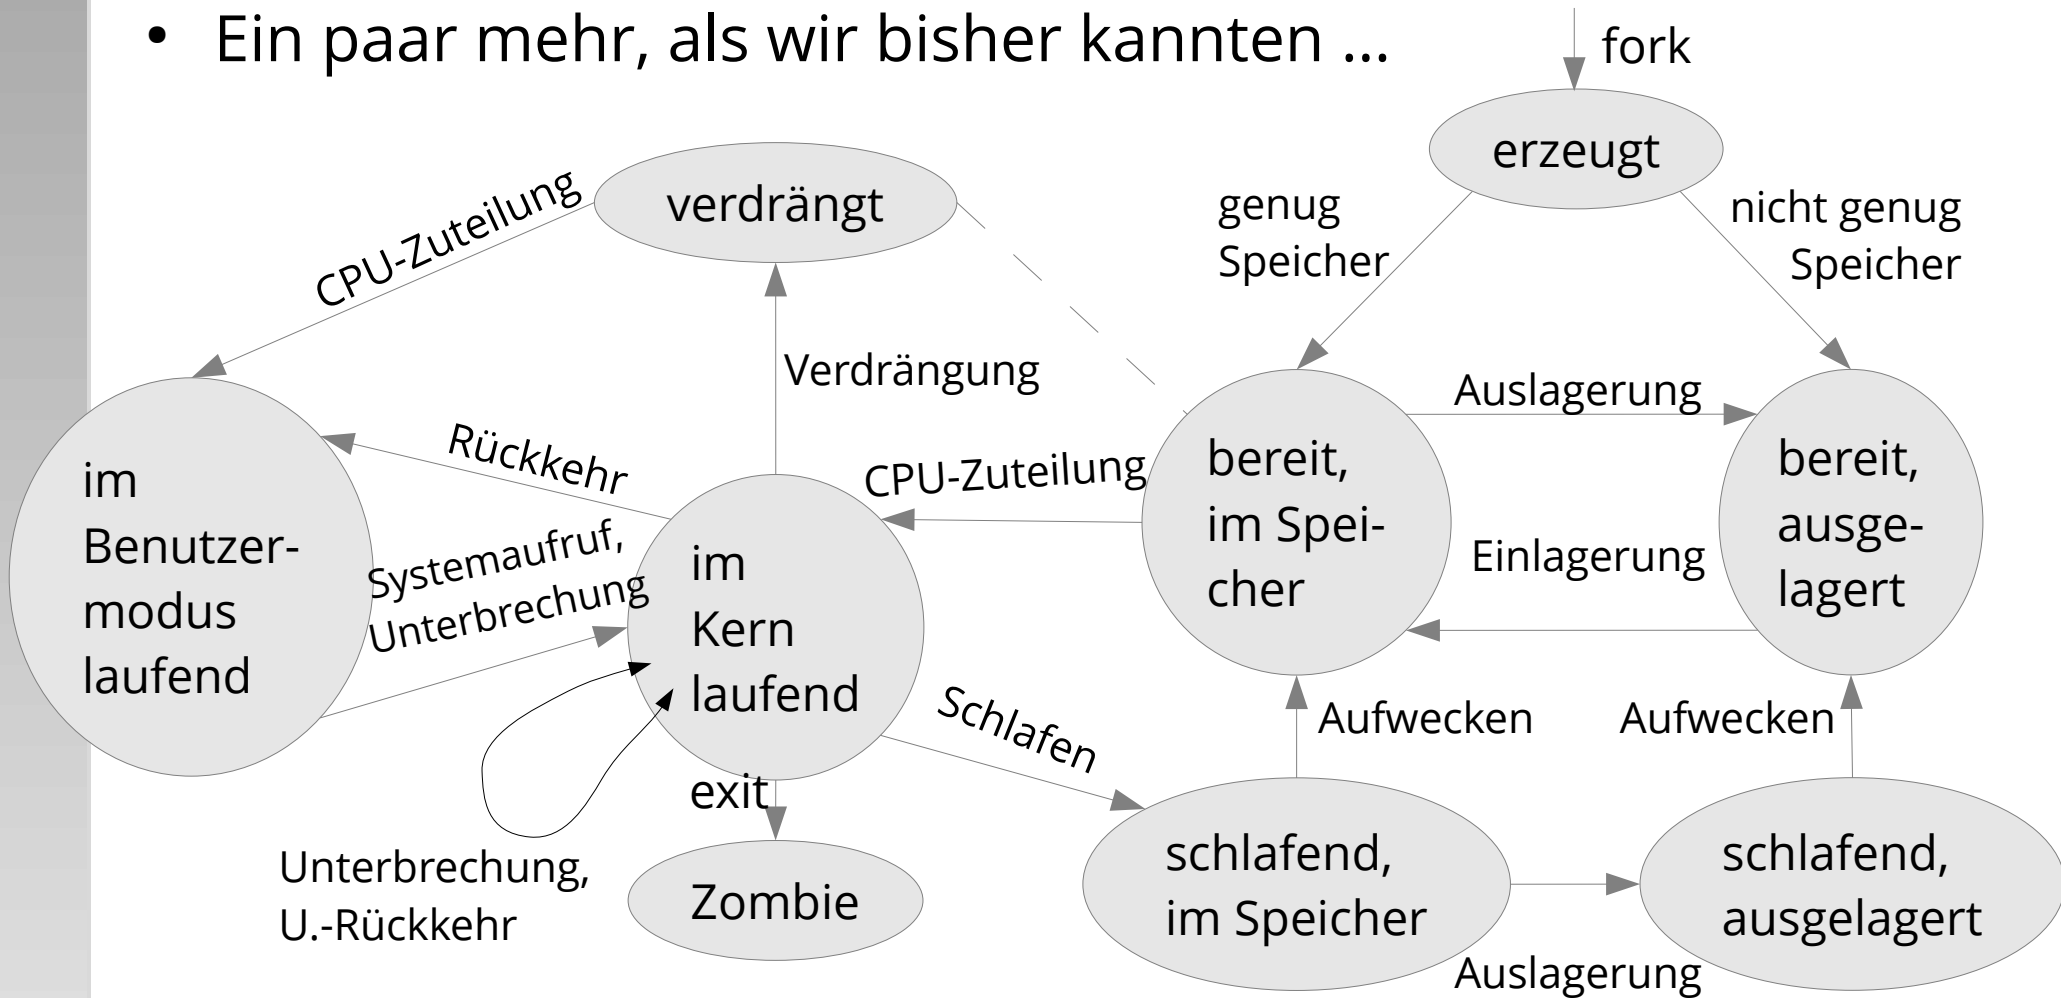 • Ein paar mehr, als wir bisher kannten ...
fork
erzeugt
verdrängt
CPU-Zuteilung
genug
Speicher
nicht genug
Speicher
Verdrängung
Auslagerung
Rückkehr
CPU-Zuteilung
bereit,
im Spei-
cher
bereit,
ausge-
lagert
im
Benutzer-
modus
laufend
Systemaufruf,
Unterbrechung
im
Kern
laufend
Einlagerung
Schlafen
Aufwecken
Aufwecken
exit
Unterbrechung,
U.-Rückkehr
Zombie
schlafend,
im Speicher
schlafend,
ausgelagert
Auslagerung